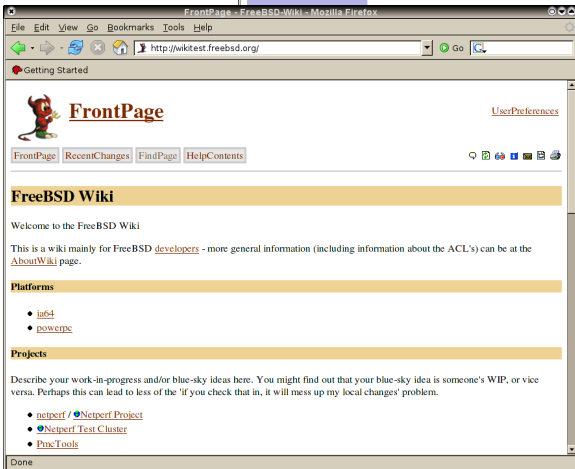 FrontPage - FreeBSD-Wiki - Mozilla Firefox
File Edit View Go Bookmarks Tools Help
http://wikitest.freebsd.org/ Go G
Getting Started
FrontPage
UserPreferences
FrontPage RecentChanges FindPage HelpContents
FreeBSD Wiki
Welcome to the FreeBSD Wiki
This is a wiki mainly for FreeBSD developers - more general information (including information about the ACL's) can be at the
AboutWiki page.
Platforms
ia64
powerpc
Projects
Describe your work-in-progress and/or blue-sky ideas here. You might find out that your blue-sky idea is someone's WIP, or vice
versa. Perhaps this can lead to less of the 'if you check that in, it will mess up my local changes' problem.
netperf / Netperf Project
Netperf Test Cluster
PmcTools
Done